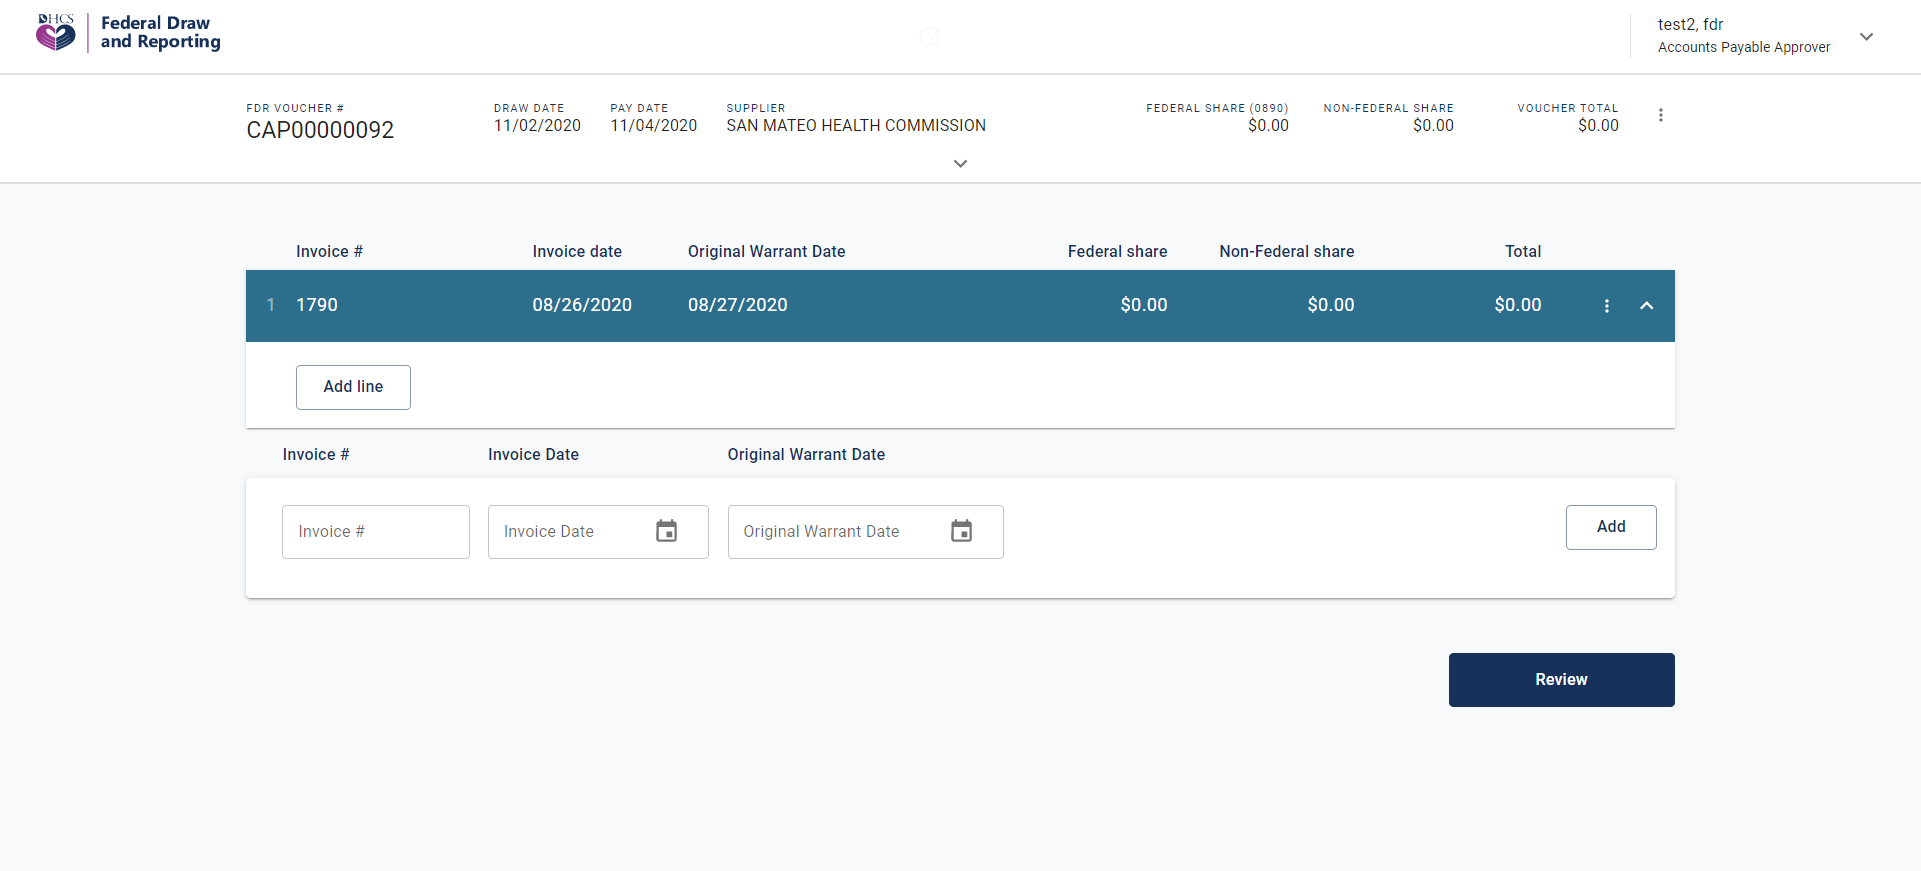 DHCS
Federal Draw
and Reporting
test2, fdr
Accounts Payable Approver
FDR VOUCHER #
CAP00000092
DRAW DATE
11/02/2020
PAY DATE
11/04/2020
SUPPLIER
SAN MATEO HEALTH COMMISSION
FEDERAL SHARE (0890)
$0.00
NON-FEDERAL SHARE
$0.00
VOUCHER TOTAL
$0.00
Invoice # Invoice date Original Warrant Date Federal share Non-Federal share Total
1 1790 08/26/2020 08/27/2020 $0.00 $0.00 $0.00
Add line
Invoice # Invoice Date Original Warrant Date
Invoice # Invoice Date Original Warrant Date Add
Review